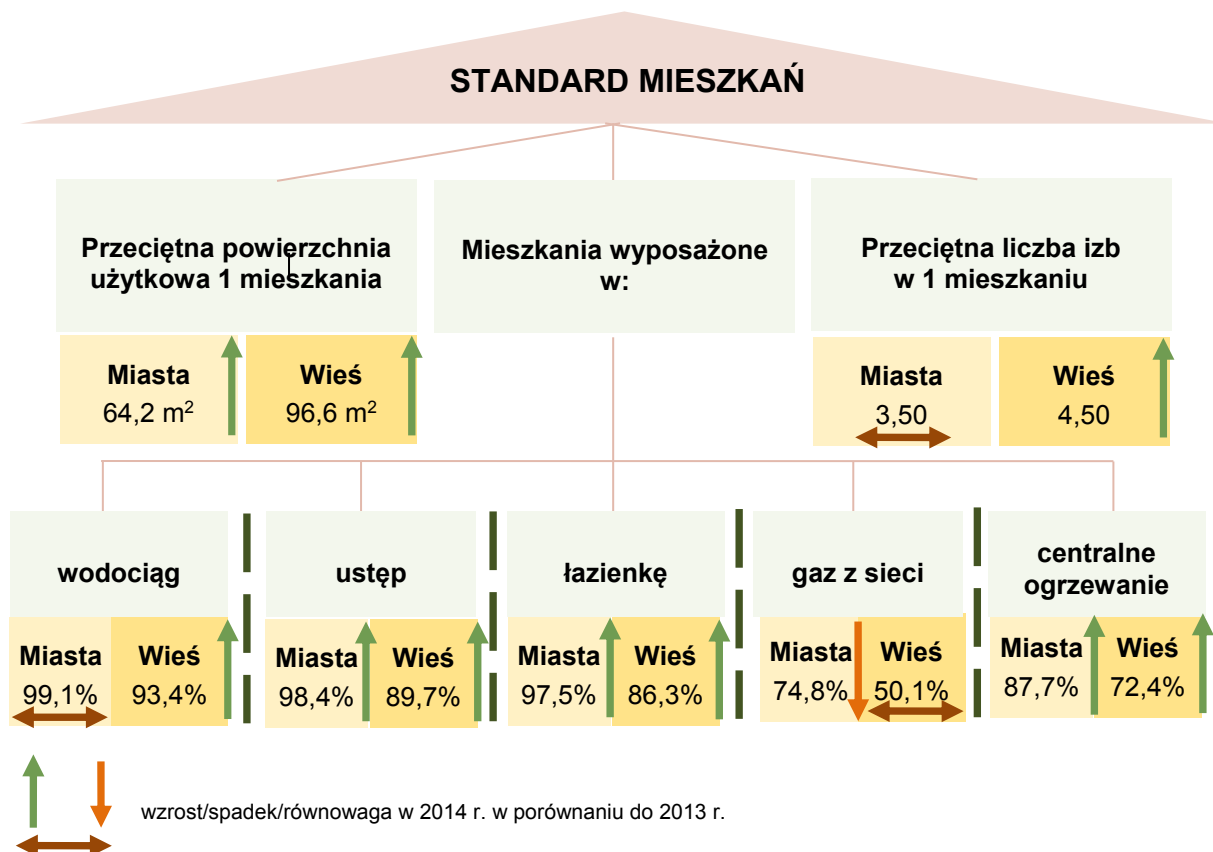 STANDARD MIESZKAŃ
Przeciętna powierzchnia
użytkowa 1 mieszkania
Mieszkania wyposażone
w:
Przeciętna liczba izb
w 1 mieszkaniu
Miasta
64,2 m²
Wieś
96,6 m²
Miasta
3,50
Wieś
4,50
wodociąg
Miasta
99,1%
Wieś
93,4%
ustęp
Miasta
98,4%
Wieś
89,7%
łazienkę
Miasta
97,5%
Wieś
86,3%
gaz z sieci
Miasta
74,8%
Wieś
50,1%
centralne
ogrzewanie
Miasta
87,7%
Wieś
72,4%
wzrost/spadek/równowaga w 2014 r. w porównaniu do 2013 r.